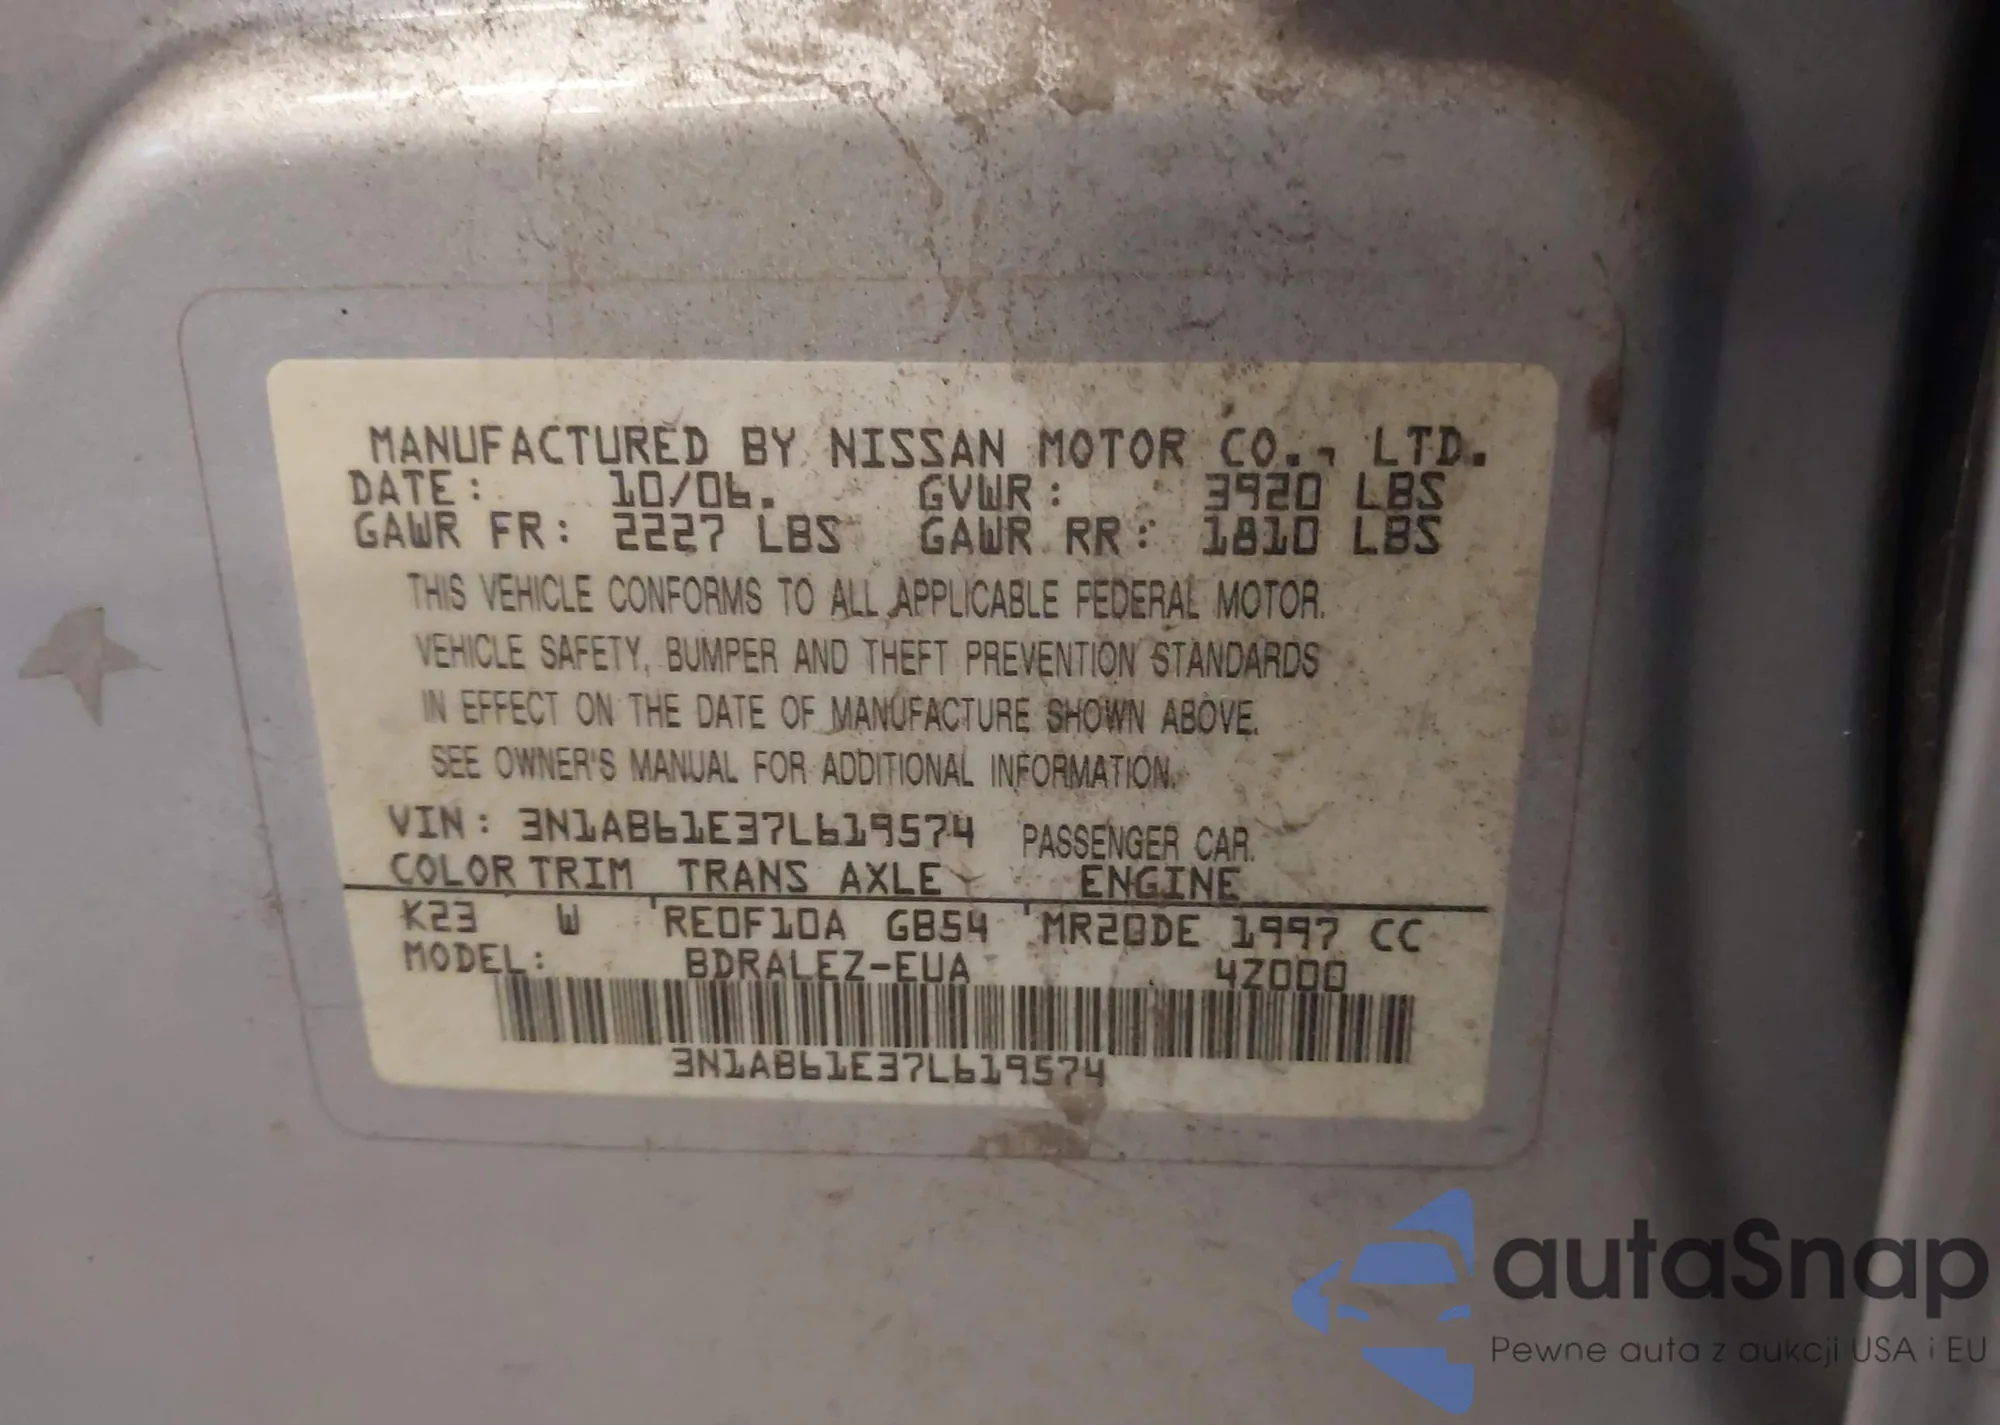 MANUFACTURED BY NISSAN MOTOR CO., LTD.
DATE: 10/06. GVWR: 3920 LBS
GAWR FR: 2227 LBS GAWR RR: 1810 LBS
THIS VEHICLE CONFORMS TO ALL APPLICABLE FEDERAL MOTOR
VEHICLE SAFETY, BUMPER AND THEFT PREVENTION STANDARDS
IN EFFECT ON THE DATE OF MANUFACTURE SHOWN ABOVE.
SEE OWNER'S MANUAL FOR ADDITIONAL INFORMATION.
VIN: 3N1AB61E37L619574 PASSENGER CAR
COLOR TRIM TRANS AXLE ENGINE
K23 W RE0F10A GB54 MR20DE 1997 CC
MODEL: BDRALEZ-EUA 4Z000
3N1AB61E37L619574
autaSnap
Pewne auta z aukcji USA i EU